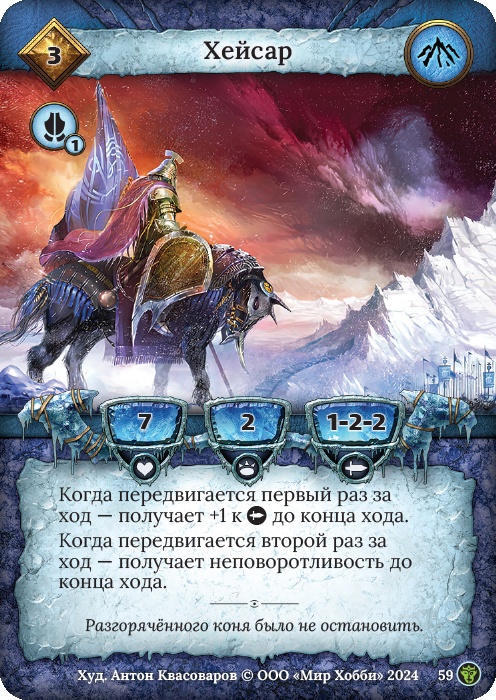 3
Хейсар
1
7
2
1-2-2
Когда передвигается первый раз за
ход — получает +1 к до конца хода.
Когда передвигается второй раз за
ход — получает неповоротливость до
конца хода.
Разгорячённого коня было не остановить.
Худ. Антон Квасоваров © ООО «Мир Хобби» 2024
59